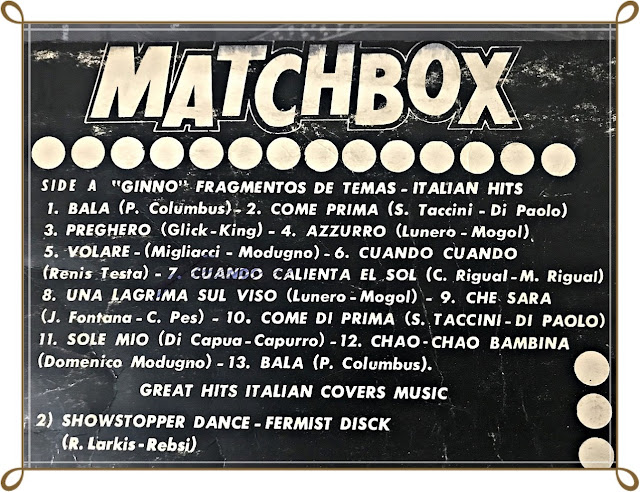 MATCHBOX
SIDE A "GINNO" FRAGMENTOS DE TEMAS - ITALIAN HITS
1. BALA (P. Columbus) - 2. COME PRIMA (S. Taccini - Di Paolo)
3. PREGHERO (Glick-King) - 4. AZZURRO (Lunero - Mogol)
5. VOLARE - (Migliacci - Modugno) - 6. CUANDO CUANDO
(Renis Testa) - 7. CUANDO CALIENTA EL SOL (C. Rigual - M. Rigual)
8. UNA LAGRIMA SUL VISO (Lunero - Mogol) - 9. CHE SARA
(J. Fontana - C. Pes) - 10. COME DI PRIMA (S. TACCINI - DI PAOLO)
11. SOLE MIO (Di Capua - Capurro) - 12. CHAO - CHAO BAMBINA
(Domenico Modugno) - 13. BALA (P. Columbus).
GREAT HITS ITALIAN COVERS MUSIC
2) SHOWSTOPPER DANCE - FERMIST DISCK
(R. Larkis - Rebsi)